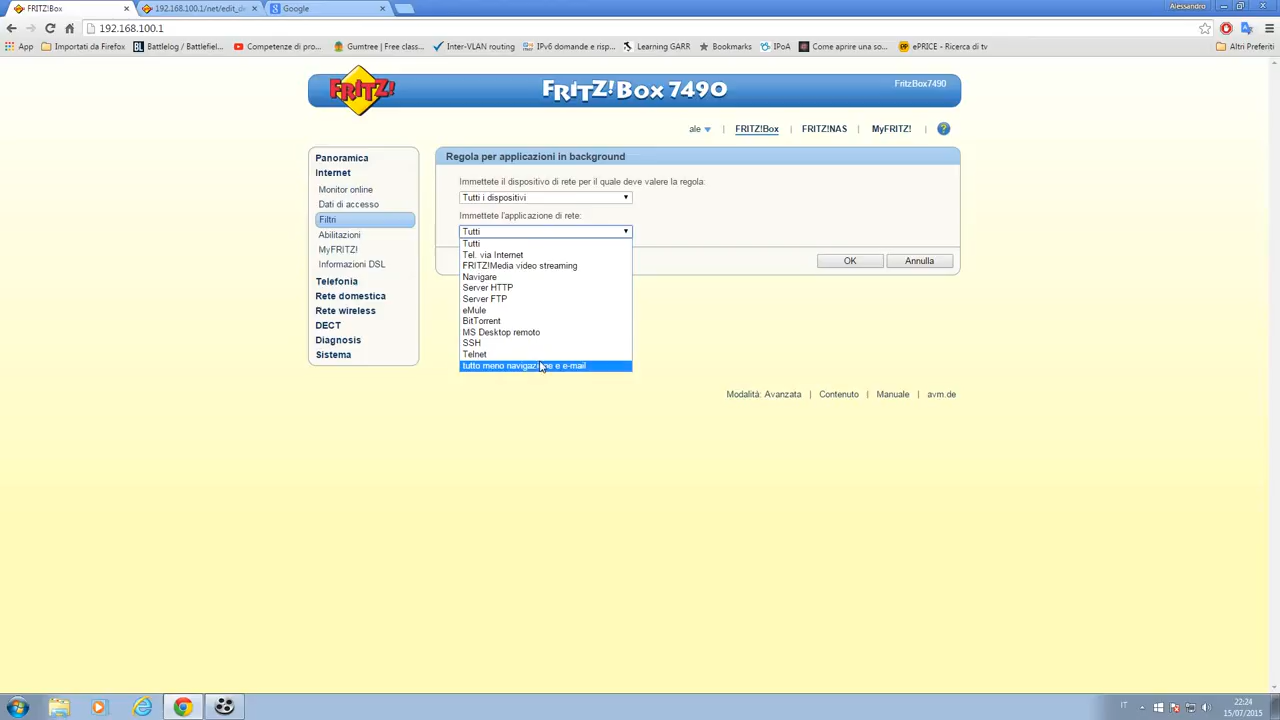 FRITZ!Box
192.168.100.1/net/edit_de
Google
Alessandro
192.168.100.1
App
Importati da Firefox
BL Battlelog / Battlefiel...
Competenze di pro...
Gumtree | Free class...
Inter-VLAN routing
IPv6 domande e risp...
Learning GARR
Bookmarks
IPoA
Come aprire una so...
ePRICE - Ricerca di tv
Altri Preferiti
FRITZ!
FRITZ!Box 7490
FritzBox7490
ale | FRITZ!Box | FRITZ!NAS | MyFRITZ! | ?
Panoramica
Internet
Monitor online
Dati di accesso
Filtri
Abilitazioni
MyFRITZ!
Informazioni DSL
Telefonia
Rete domestica
Rete wireless
DECT
Diagnosis
Sistema
Regola per applicazioni in background
Immettete il dispositivo di rete per il quale deve valere la regola:
Tutti i dispositivi
Immettete l'applicazione di rete:
Tutti
Tutti
Tel. via Internet
FRITZ!Media video streaming
Navigare
Server HTTP
Server FTP
eMule
BitTorrent
MS Desktop remoto
SSH
Telnet
tutto meno navigazione e e-mail
OK
Annulla
Modalità: Avanzata | Contenuto | Manuale | avm.de
IT
22:24
15/07/2015